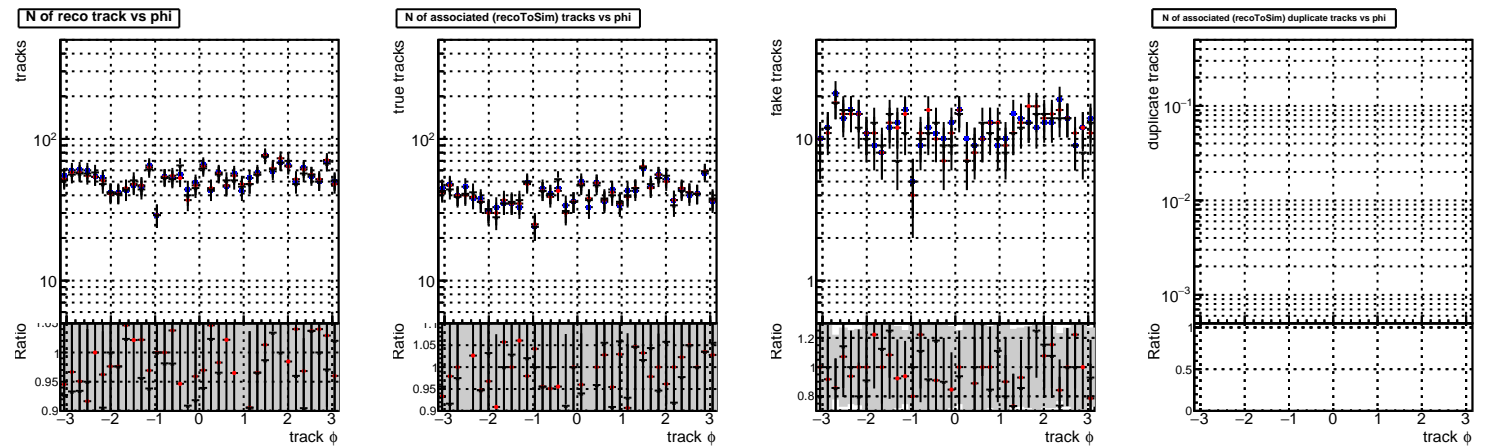 N of reco track vs phi
tracks
10²
10
Ratio
1.05
1
0.95
0.9
−3 −2 −1 0 1 2 3
track ϕ
N of associated (recoToSim) tracks vs phi
true tracks
10²
10
Ratio
1.1
1.05
1
0.95
0.9
−3 −2 −1 0 1 2 3
track ϕ
fake tracks
10
1
Ratio
1.2
1
0.8
−3 −2 −1 0 1 2 3
track ϕ
N of associated (recoToSim) duplicate tracks vs phi
duplicate tracks
10⁻¹
10⁻²
10⁻³
Ratio
1
0.5
0
−3 −2 −1 0 1 2 3
track ϕ